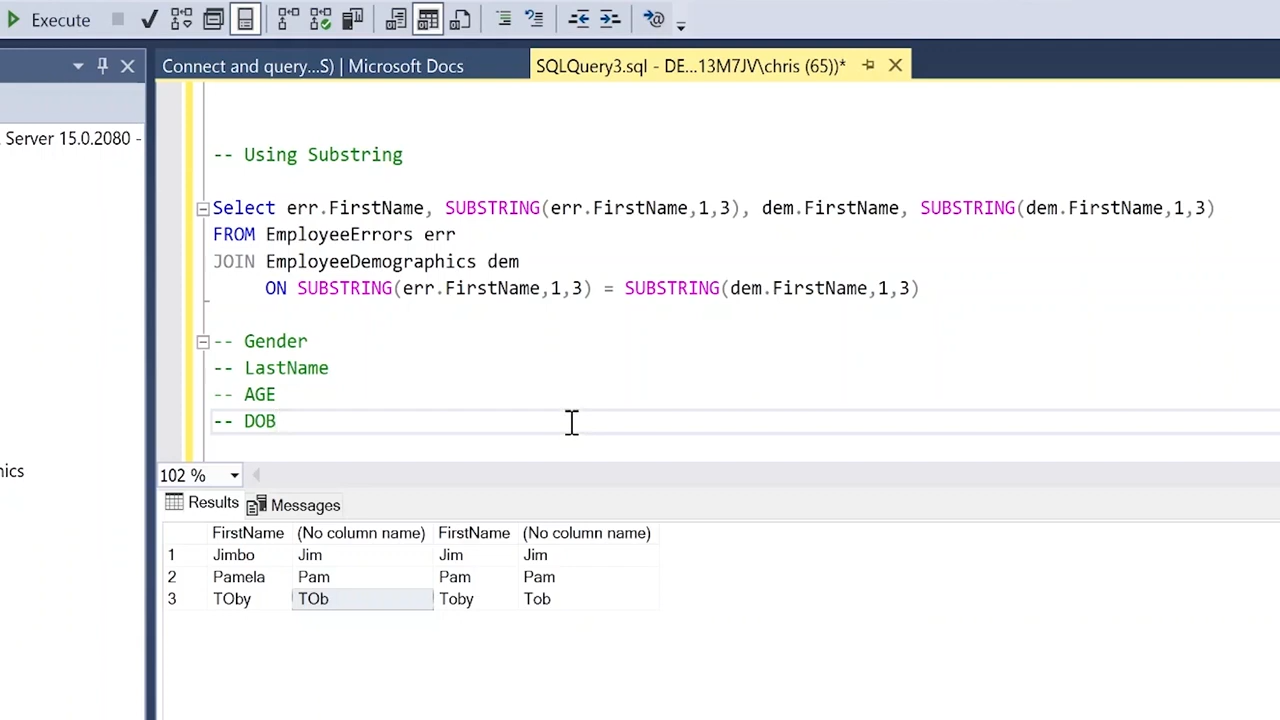 Execute
Connect and query...S) | Microsoft Docs
SQLQuery3.sql - DE...13M7JV\chris (65))*
Server 15.0.2080 -
-- Using Substring
Select err.FirstName, SUBSTRING(err.FirstName,1,3), dem.FirstName, SUBSTRING(dem.FirstName,1,3)
FROM EmployeeErrors err
JOIN EmployeeDemographics dem
ON SUBSTRING(err.FirstName,1,3) = SUBSTRING(dem.FirstName,1,3)
-- Gender
-- LastName
-- AGE
-- DOB
ics
102 %
Results Messages
FirstName (No column name) FirstName (No column name)
1 Jimbo Jim Jim Jim
2 Pamela Pam Pam Pam
3 TOby TOb Toby Tob